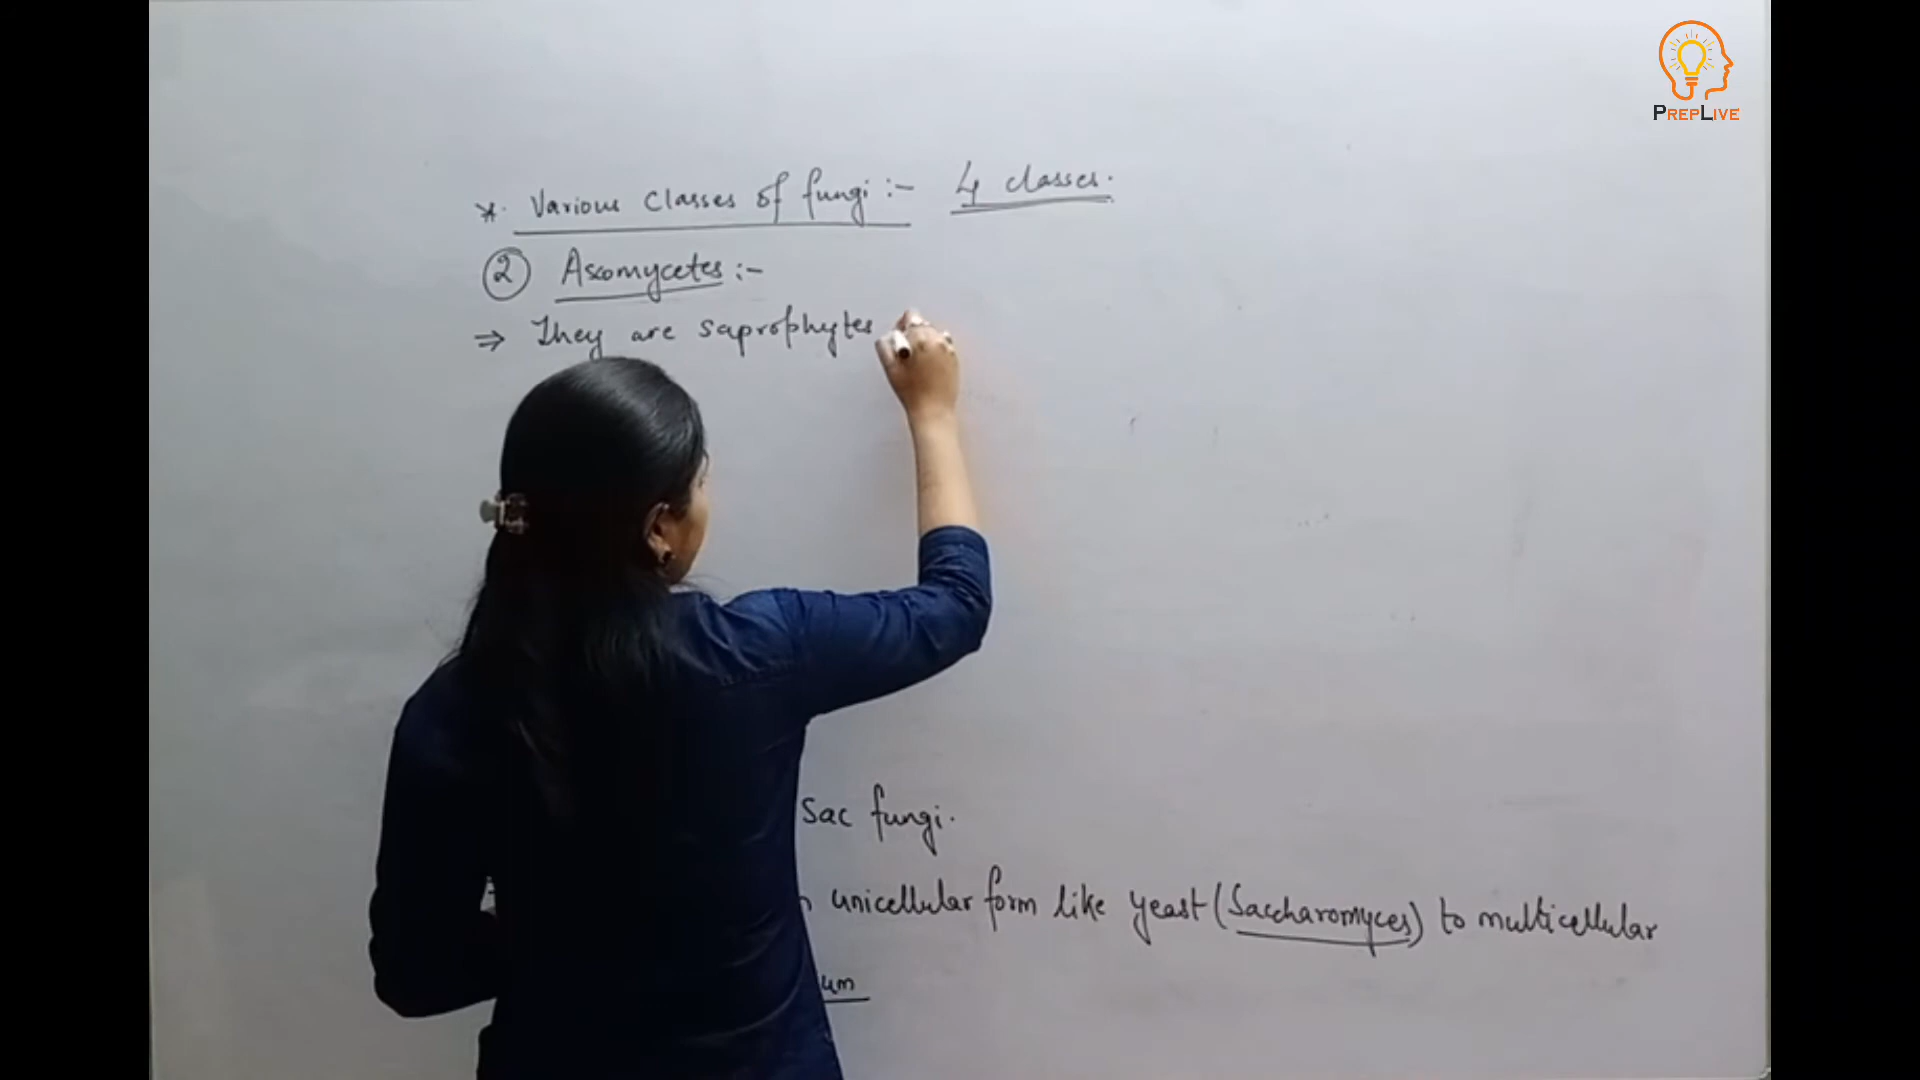 PREPLIVE
*. Various Classes of fungi :- 4 classes.
② Ascomycetes :-
⇒ They are saprophytes
Sac fungi.
unicellular form like yeast (Saccharomyces) to multicellular
um